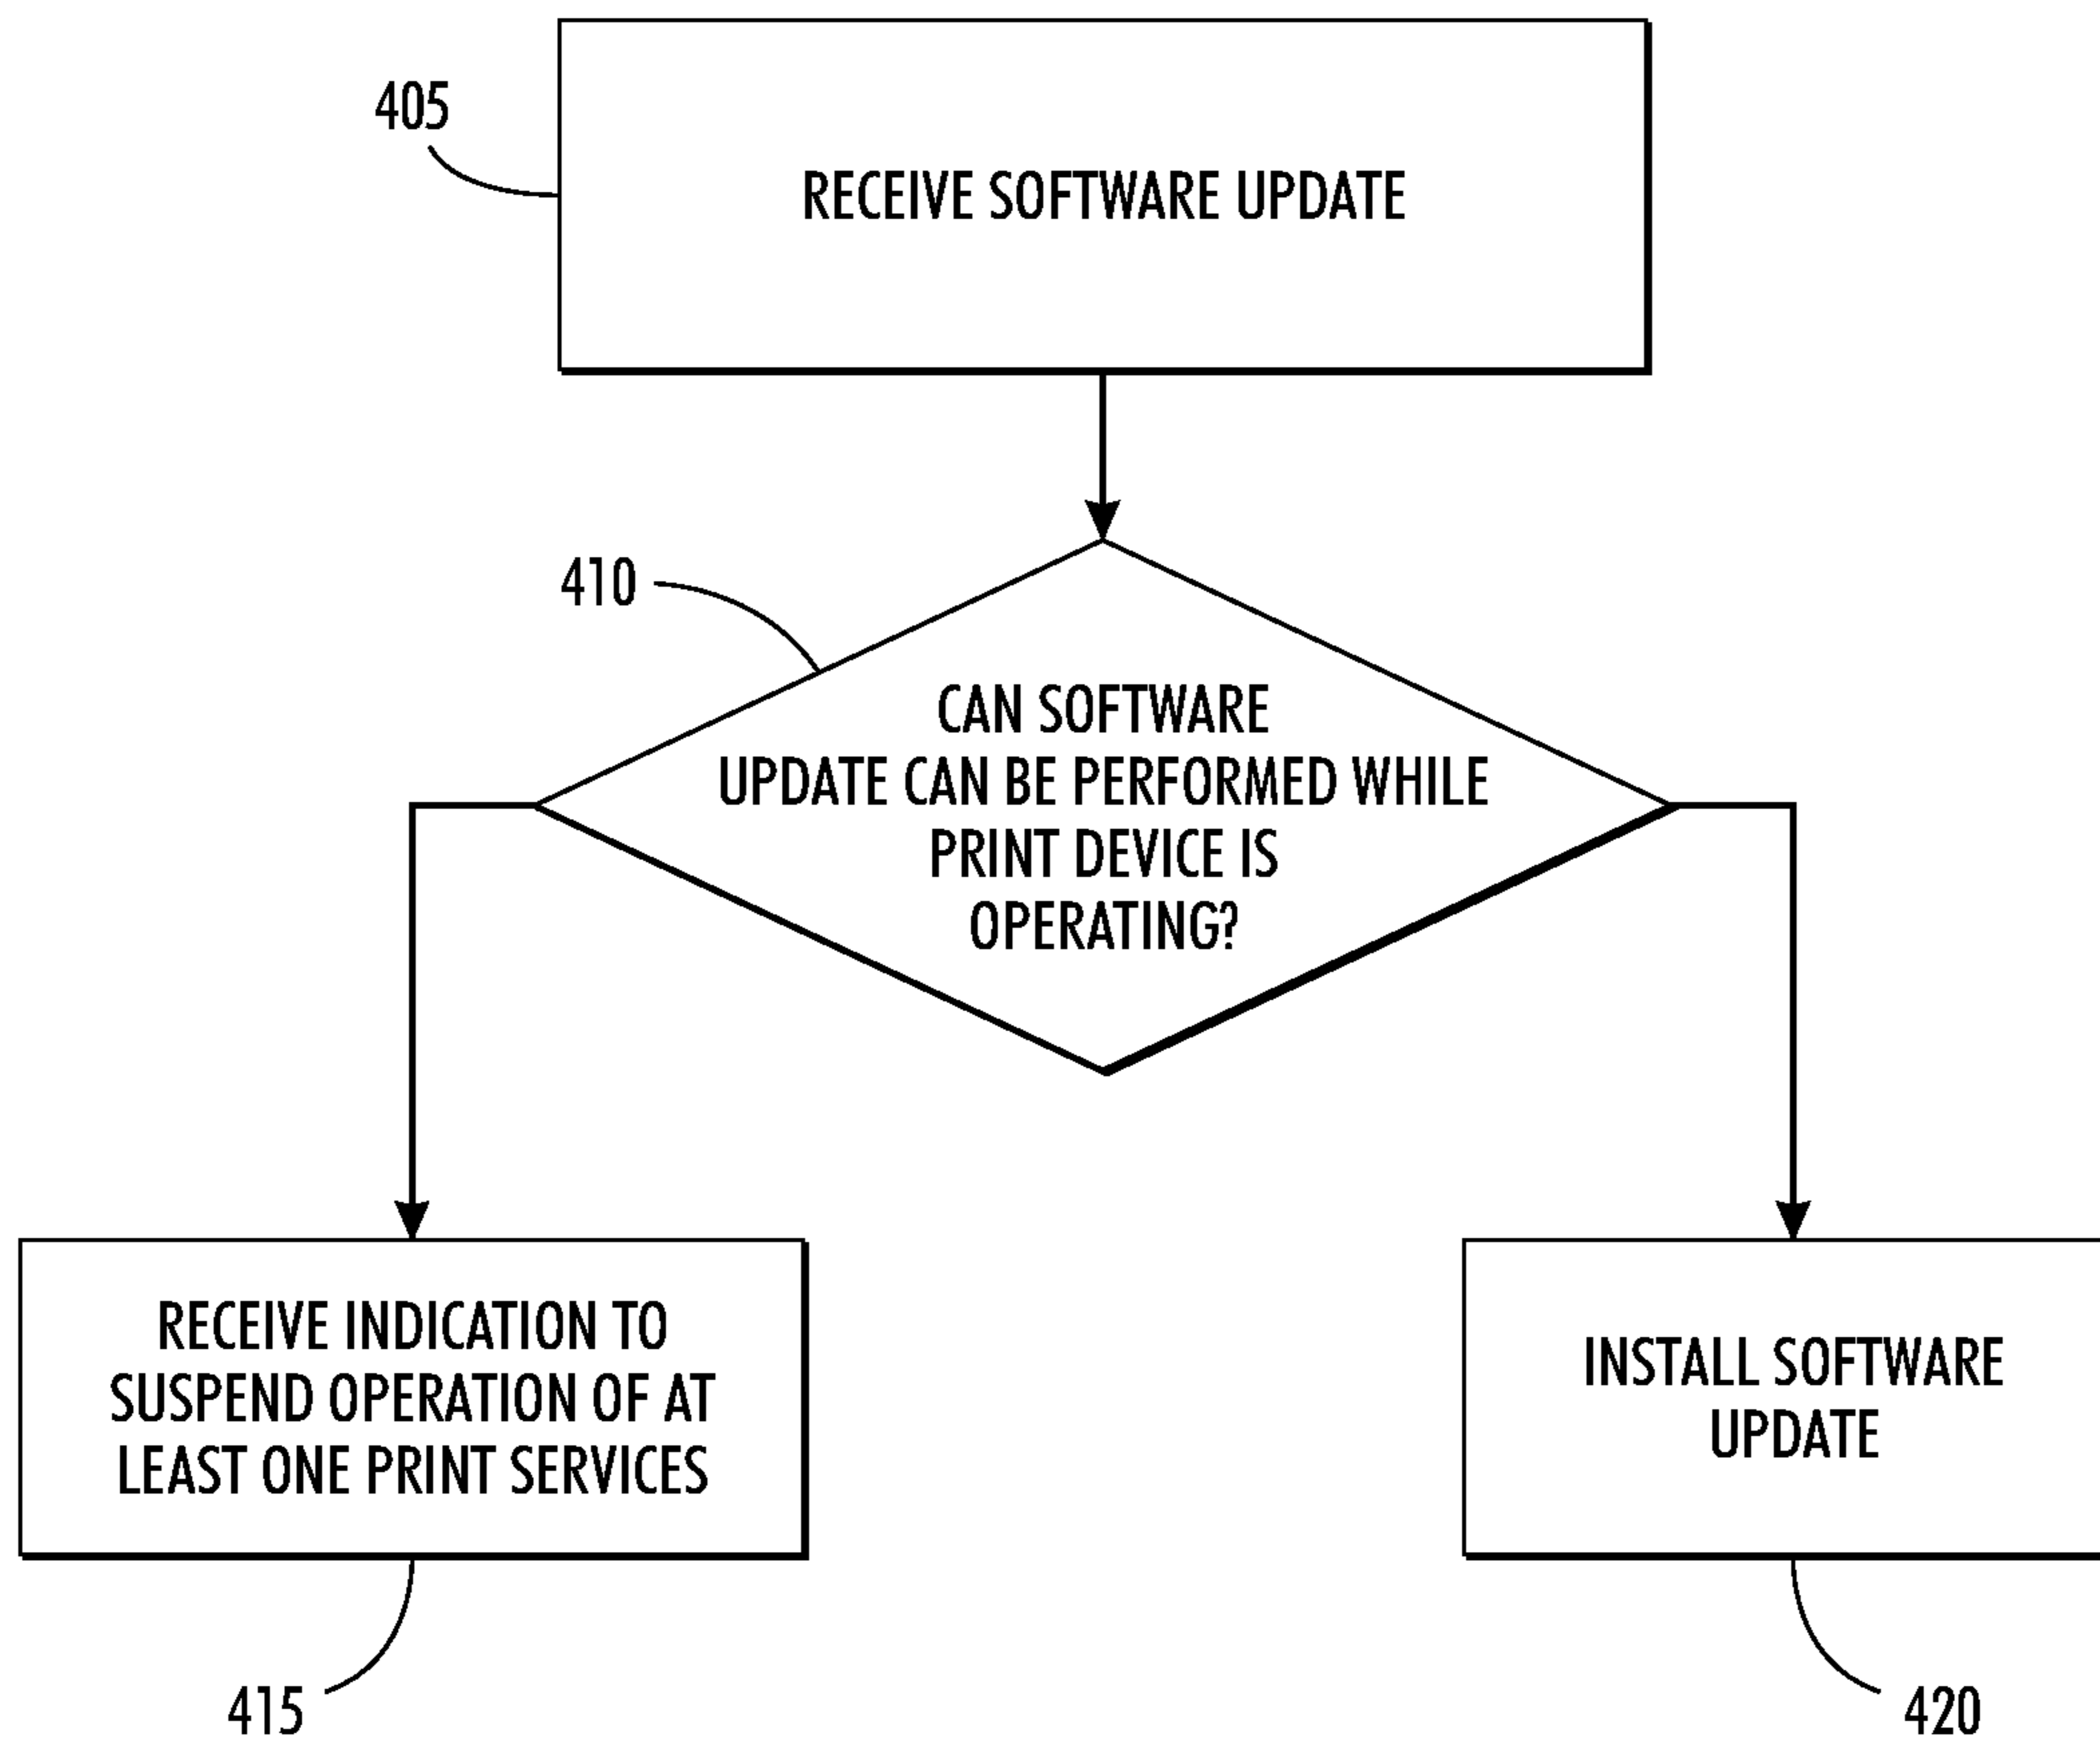 405
RECEIVE SOFTWARE UPDATE
410
CAN SOFTWARE
UPDATE CAN BE PERFORMED WHILE
PRINT DEVICE IS
OPERATING?
RECEIVE INDICATION TO
SUSPEND OPERATION OF AT
LEAST ONE PRINT SERVICES
415
INSTALL SOFTWARE
UPDATE
420